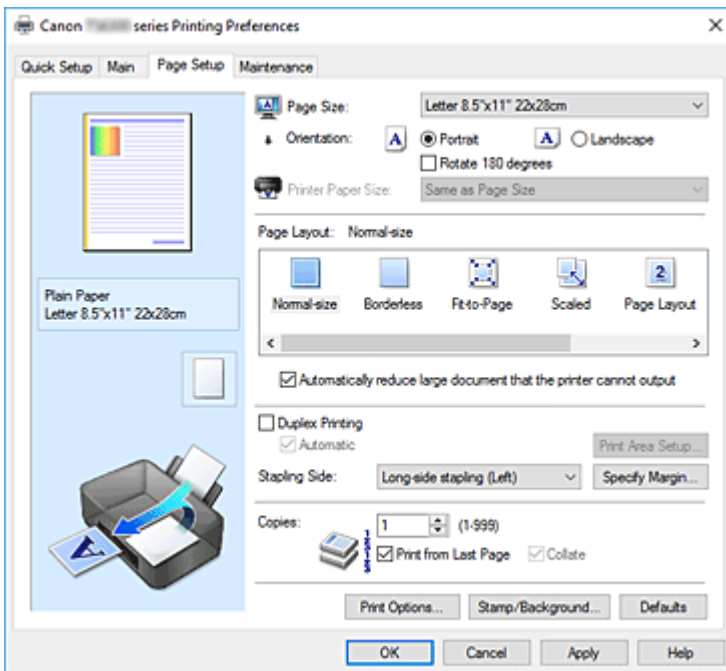 Canon series Printing Preferences
Quick Setup Main Page Setup Maintenance
Page Size: Letter 8.5"x11" 22x28cm
Orientation: A Portrait A Landscape
Rotate 180 degrees
Printer Paper Size: Same as Page Size
Page Layout: Normal-size
Normal-size Borderless Fit-to-Page Scaled Page Layout
Plain Paper
Letter 8.5"x11" 22x28cm
Automatically reduce large document that the printer cannot output
Duplex Printing
Automatic
Print Area Setup...
Stapling Side: Long-side stapling (Left) Specify Margin...
Copies: 1 (1-999)
Print from Last Page Collate
Print Options... Stamp/Background... Defaults
OK Cancel Apply Help